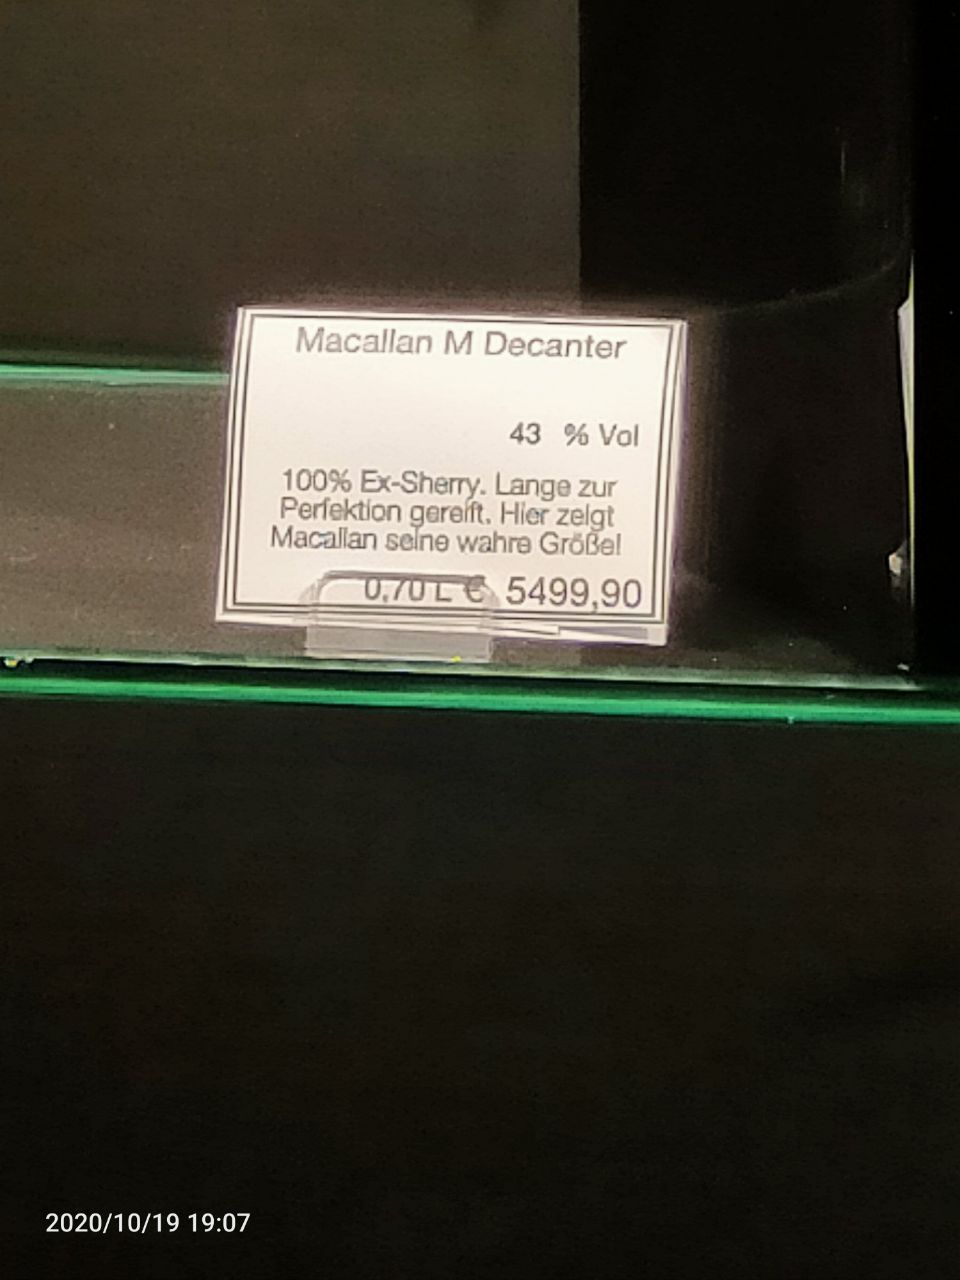 Macallan M Decanter
43 % Vol
100% Ex-Sherry. Lange zur
Perfektion gereift. Hier zeigt
Macallan seine wahre Größe!
0,70 L € 5499,90
2020/10/19 19:07